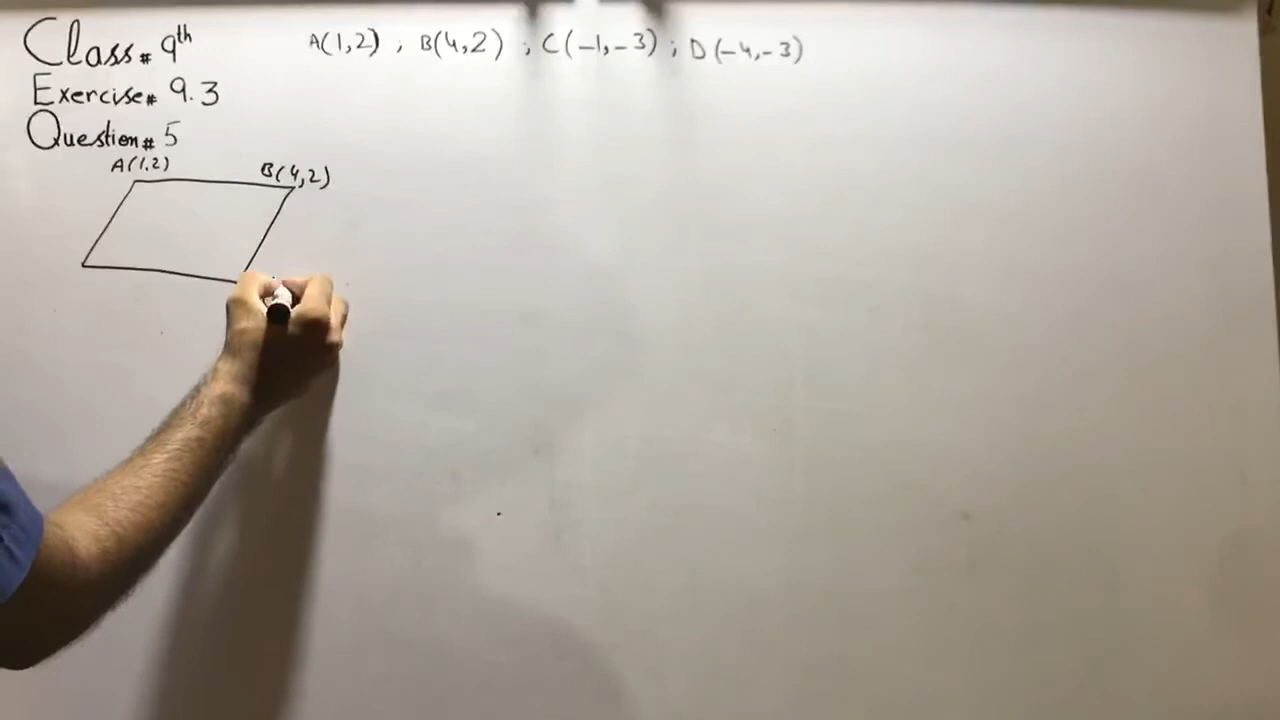 Class# 9th
A(1,2) ; B(4,2) ; C(-1,-3) ; D(-4,-3)
Exercise# 9.3
Question# 5
A(1,2)
B(4,2)